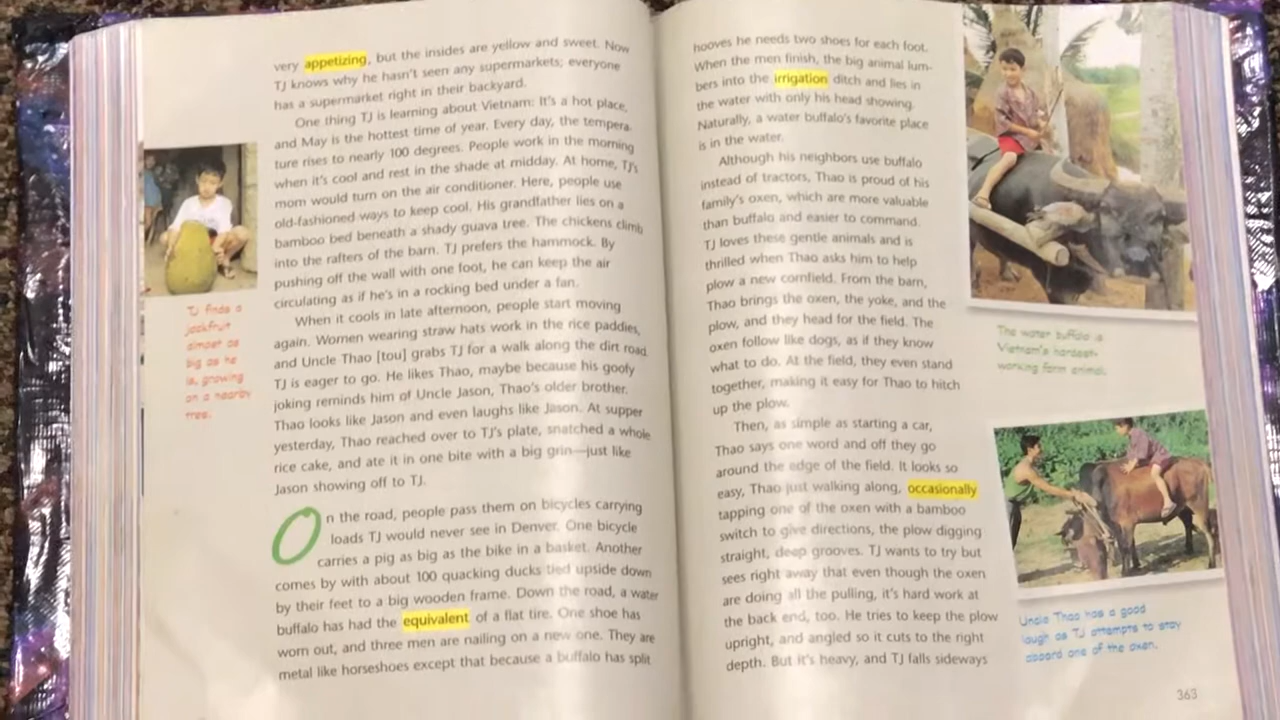 very appetizing, but the insides are yellow and sweet. Now
TJ knows why he hasn't seen any supermarkets; everyone
has a supermarket right in their backyard.
One thing TJ is learning about Vietnam: It's a hot place,
and May is the hottest time of year. Every day, the tempera-
ture rises to nearly 100 degrees. People work in the morning
when it's cool and rest in the shade at midday. At home, TJ's
mom would turn on the air conditioner. Here, people use
old-fashioned ways to keep cool. His grandfather lies on a
bamboo bed beneath a shady guava tree. The chickens climb
into the rafters of the barn. TJ prefers the hammock. By
pushing off the wall with one foot, he can keep the air
circulating as if he's in a rocking bed under a fan.
When it cools in late afternoon, people start moving
again. Women wearing straw hats work in the rice paddies,
and Uncle Thao [tou] grabs TJ for a walk along the dirt road.
TJ is eager to go. He likes Thao, maybe because his goofy
joking reminds him of Uncle Jason, Thao's older brother.
Thao looks like Jason and even laughs like Jason. At supper
yesterday, Thao reached over to TJ's plate, snatched a whole
rice cake, and ate it in one bite with a big grin—just like
Jason showing off to TJ.
On the road, people pass them on bicycles carrying
loads TJ would never see in Denver. One bicycle
carries a pig as big as the bike in a basket. Another
comes by with about 100 quacking ducks tied upside down
by their feet to a big wooden frame. Down the road, a water
buffalo has had the equivalent of a flat tire. One shoe has
worn out, and three men are nailing on a new one. They are
metal like horseshoes except that because a buffalo has split
TJ finds a
jackfruit
almost as
big as he
is, growing
on a nearby
tree.
hooves he needs two shoes for each foot.
When the men finish, the big animal lum-
bers into the irrigation ditch and lies in
the water with only his head showing.
Naturally, a water buffalo's favorite place
is in the water.
Although his neighbors use buffalo
instead of tractors, Thao is proud of his
family's oxen, which are more valuable
than buffalo and easier to command.
TJ loves these gentle animals and is
thrilled when Thao asks him to help
plow a new cornfield. From the barn,
Thao brings the oxen, the yoke, and the
plow, and they head for the field. The
oxen follow like dogs, as if they know
what to do. At the field, they even stand
together, making it easy for Thao to hitch
up the plow.
Then, as simple as starting a car,
Thao says one word and off they go
around the edge of the field. It looks so
easy, Thao just walking along, occasionally
tapping one of the oxen with a bamboo
switch to give directions, the plow digging
straight, deep grooves. TJ wants to try but
sees right away that even though the oxen
are doing all the pulling, it's hard work at
the back end, too. He tries to keep the plow
upright, and angled so it cuts to the right
depth. But it's heavy, and TJ falls sideways
The water buffalo is
Vietnam's hardest-
working farm animal.
Uncle Thao has a good
laugh as TJ attempts to stay
aboard one of the oxen.
363